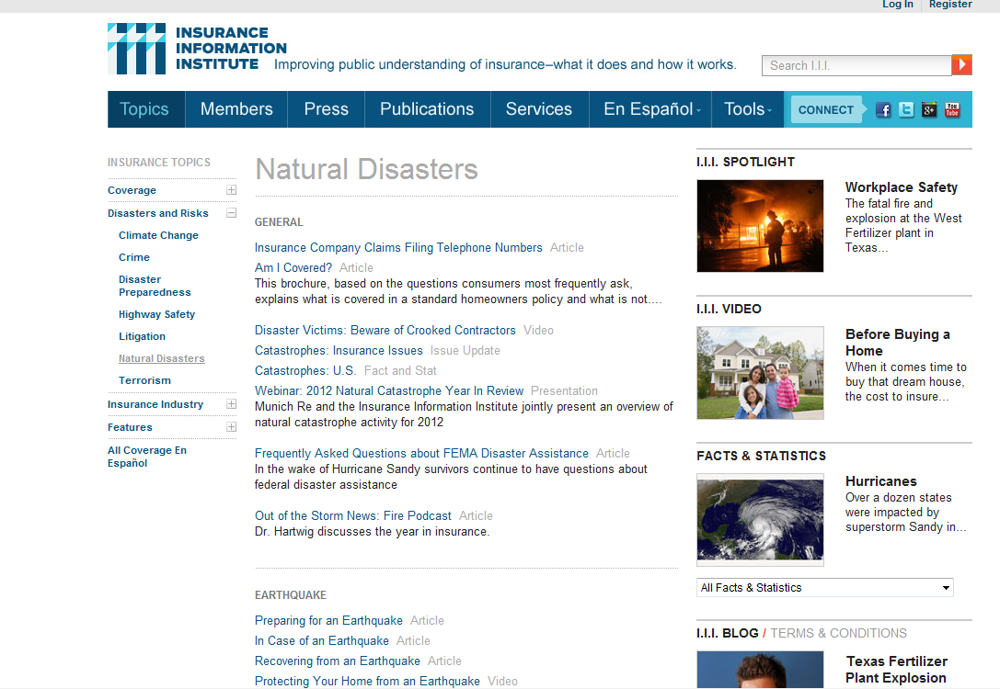 Log In
Register
INSURANCE
INFORMATION
INSTITUTE
Improving public understanding of insurance–what it does and how it works.
Search I.I.I.
Topics
Members
Press
Publications
Services
En Español
Tools
CONNECT
f
t
g+
You
Tube
INSURANCE TOPICS
Coverage
Disasters and Risks
Climate Change
Crime
Disaster
Preparedness
Highway Safety
Litigation
Natural Disasters
Terrorism
Insurance Industry
Features
All Coverage En
Español
Natural Disasters
GENERAL
Insurance Company Claims Filing Telephone Numbers Article
Am I Covered? Article
This brochure, based on the questions consumers most frequently ask,
explains what is covered in a standard homeowners policy and what is not....
Disaster Victims: Beware of Crooked Contractors Video
Catastrophes: Insurance Issues Issue Update
Catastrophes: U.S. Fact and Stat
Webinar: 2012 Natural Catastrophe Year In Review Presentation
Munich Re and the Insurance Information Institute jointly present an overview of
natural catastrophe activity for 2012
Frequently Asked Questions about FEMA Disaster Assistance Article
In the wake of Hurricane Sandy survivors continue to have questions about
federal disaster assistance
Out of the Storm News: Fire Podcast Article
Dr. Hartwig discusses the year in insurance.
EARTHQUAKE
Preparing for an Earthquake Article
In Case of an Earthquake Article
Recovering from an Earthquake Article
Protecting Your Home from an Earthquake Video
I.I.I. SPOTLIGHT
Workplace Safety
The fatal fire and
explosion at the West
Fertilizer plant in
Texas...
I.I.I. VIDEO
Before Buying a
Home
When it comes time to
buy that dream house,
the cost to insure...
FACTS & STATISTICS
Hurricanes
Over a dozen states
were impacted by
superstorm Sandy in...
All Facts & Statistics
I.I.I. BLOG / TERMS & CONDITIONS
Texas Fertilizer
Plant Explosion